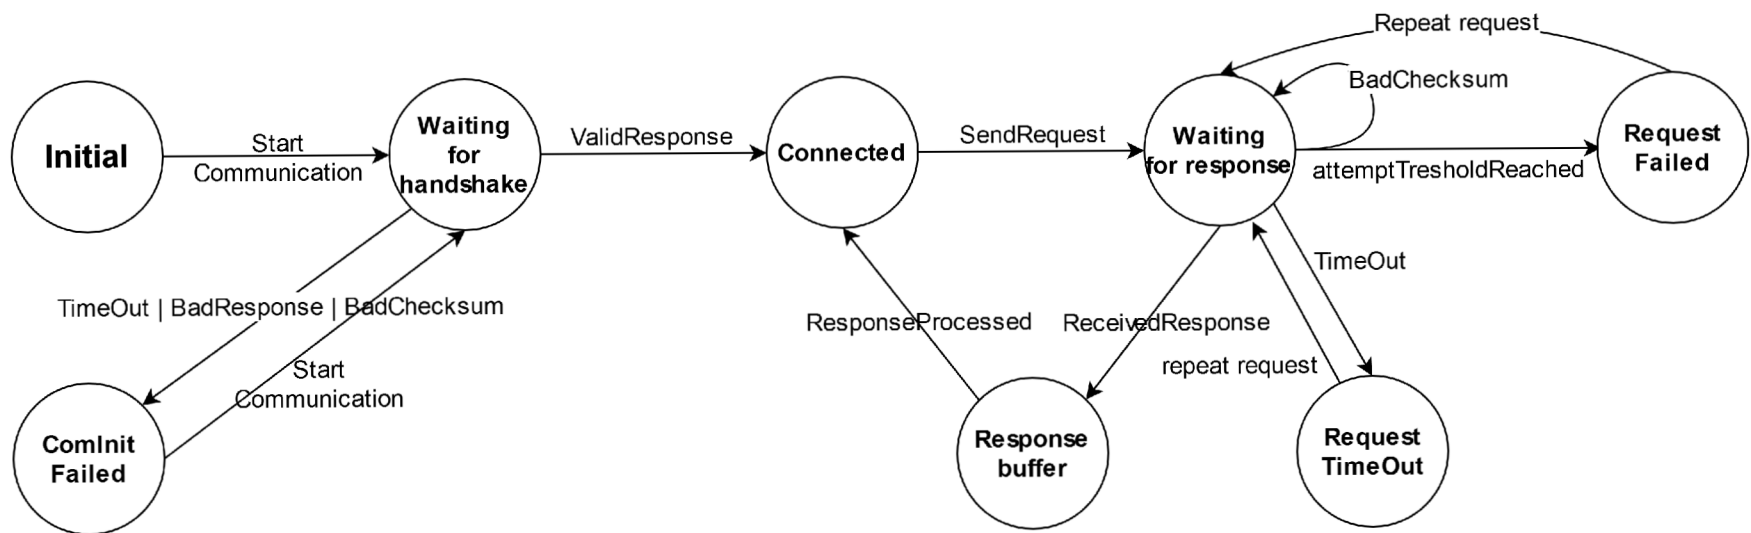 Repeat request
BadChecksum
Initial
Start
Communication
Waiting
for
handshake
ValidResponse
Connected
SendRequest
Waiting
for response
attemptTresholdReached
Request
Failed
TimeOut
TimeOut | BadResponse | BadChecksum
ResponseProcessed
ReceivedResponse
repeat request
Start
Communication
ComInit
Failed
Response
buffer
Request
TimeOut